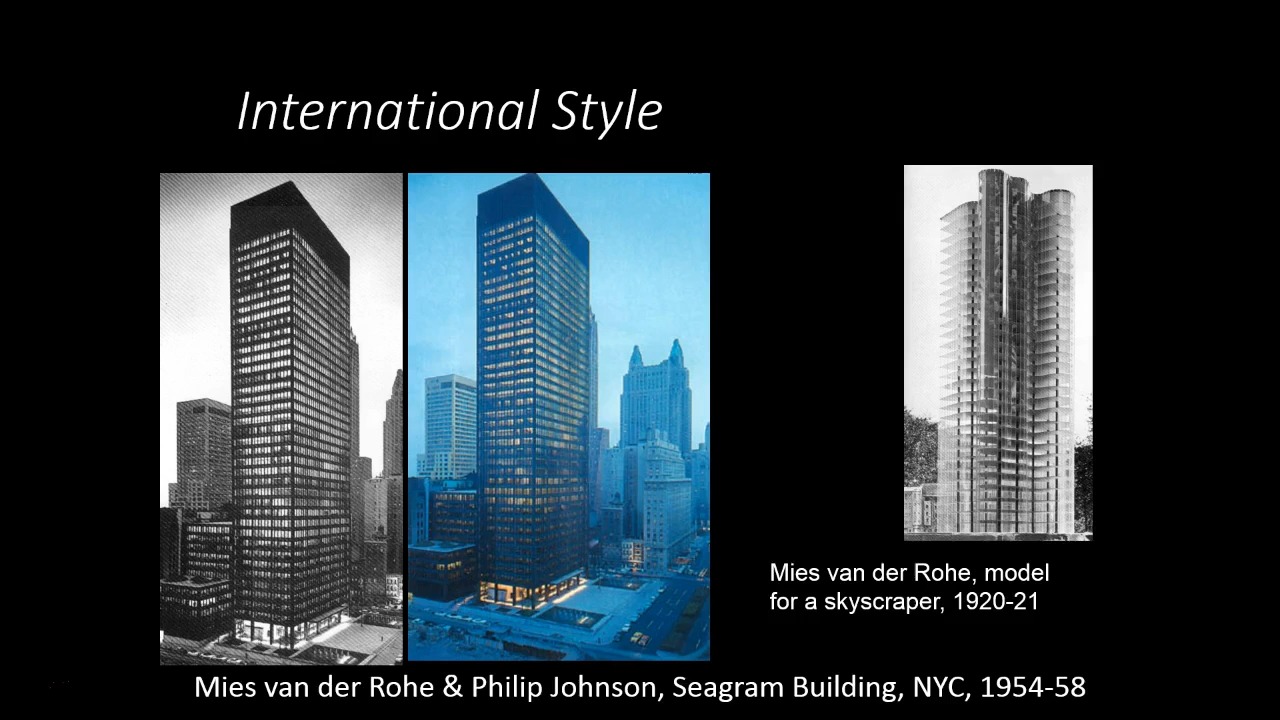 International Style
Mies van der Rohe, model
for a skyscraper, 1920-21
Mies van der Rohe & Philip Johnson, Seagram Building, NYC, 1954-58